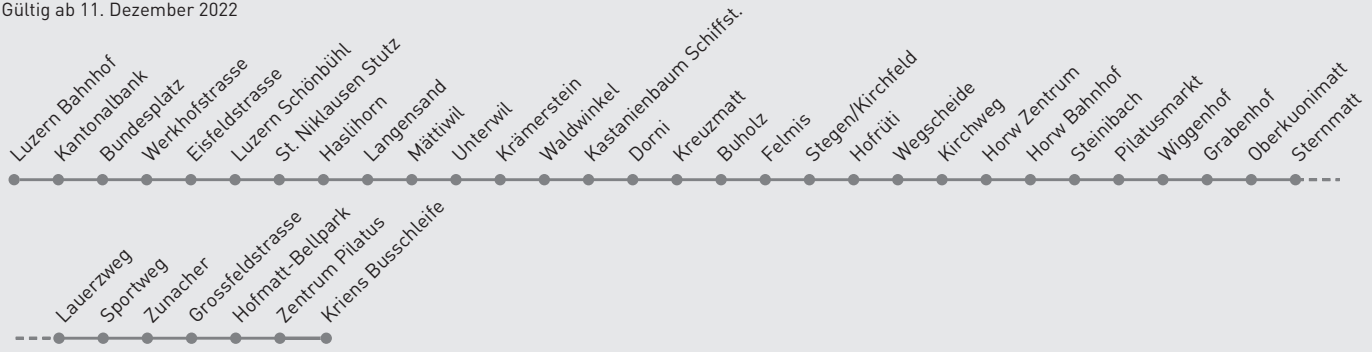 Gültig ab 11. Dezember 2022
Luzern Bahnhof
Kantonalbank
Bundesplatz
Werkhofstrasse
Eisfeldstrasse
Luzern Schönbühl
St. Niklausen Stutz
Haslihorn
Langensand
Mättiwil
Unterwil
Krämerstein
Waldwinkel
Kastanienbaum Schiffst.
Dorni
Kreuzmatt
Buholz
Felmis
Stegen/Kirchfeld
Hofrüti
Wegscheide
Kirchweg
Horw Zentrum
Horw Bahnhof
Steinibach
Pilatusmarkt
Wiggenhof
Grabenhof
Oberkuonimatt
Sternmatt
Lauerzweg
Sportweg
Zunacher
Grossfeldstrasse
Hofmatt-Bellpark
Zentrum Pilatus
Kriens Busschleife